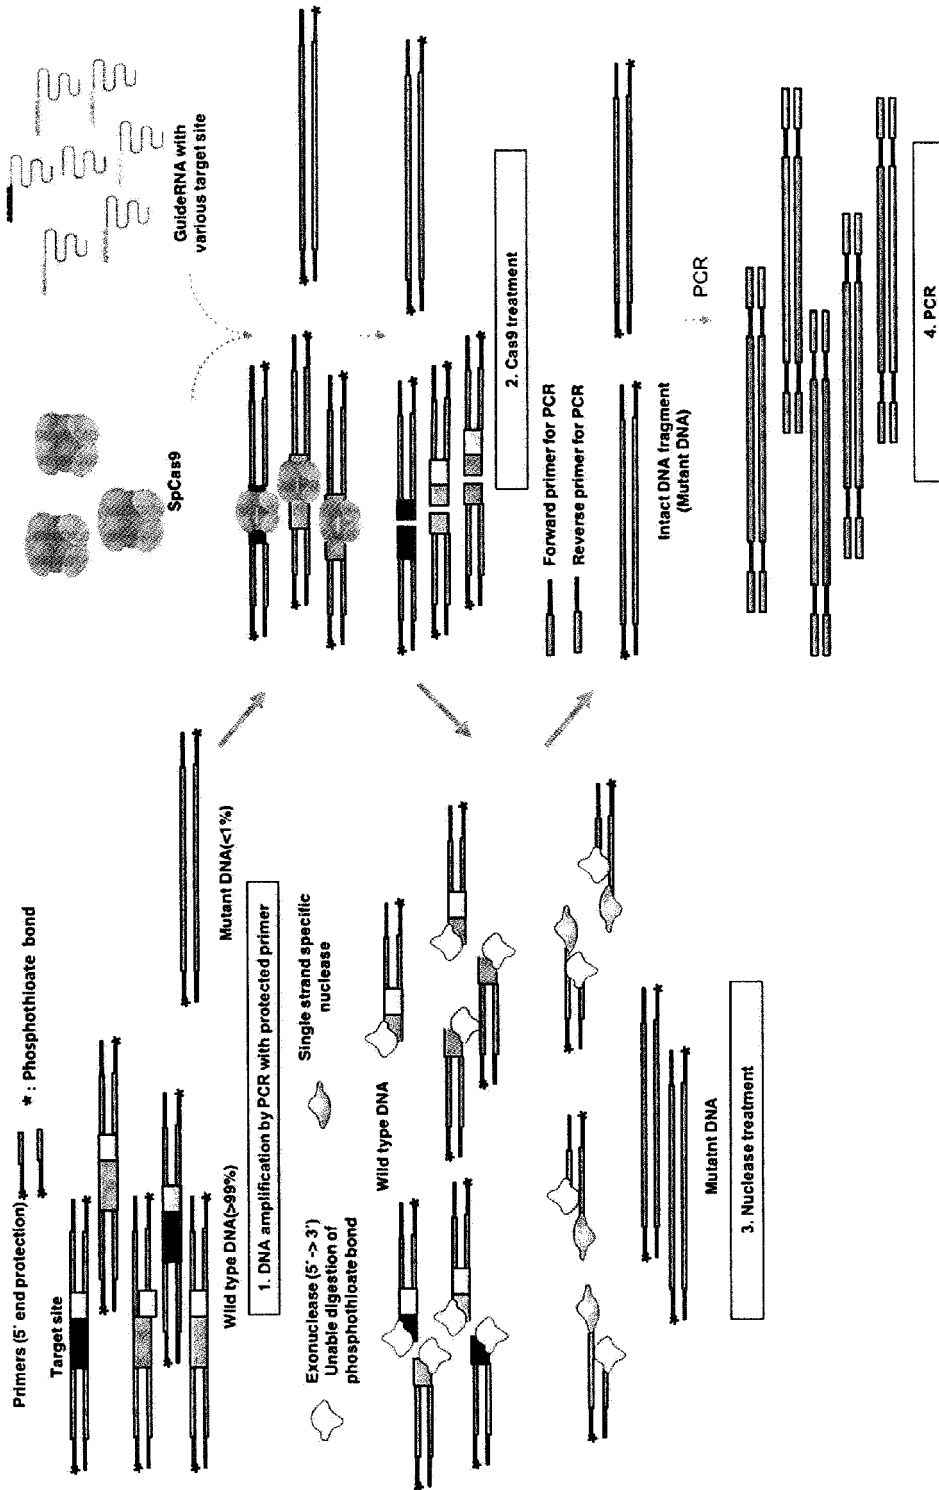 Primers (5' end protection)
* : Phosphothioate bond
Target site
Wild type DNA(>99%)
Mutant DNA(<1%)
1. DNA amplification by PCR with protected primer
SpCas9
GuideRNA with
various target site
2. Cas9 treatment
Exonuclease (5' -> 3')
Unable digestion of
phosphothioate bond
Single strand specific
nuclease
Wild type DNA
Mutatnt DNA
3. Nuclease treatment
Forward primer for PCR
Reverse primer for PCR
Intact DNA fragment
(Mutant DNA)
PCR
4. PCR